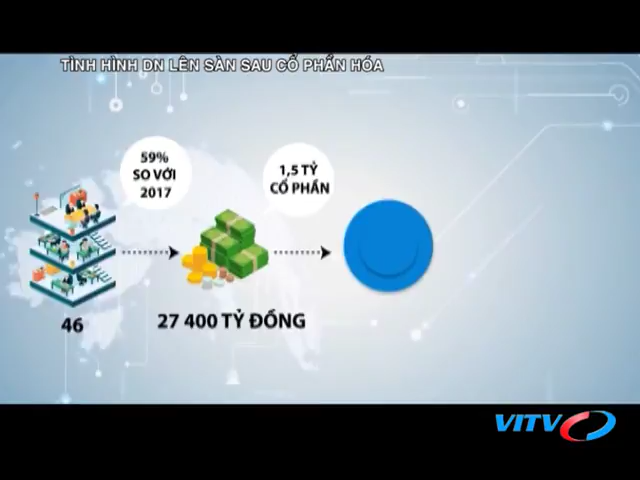 TÌNH HÌNH DN LÊN SÀN SAU CỔ PHẦN HÓA
59%
SO VỚI
2017
1,5 TỶ
CỔ PHẦN
46
27 400 TỶ ĐỒNG
VITV